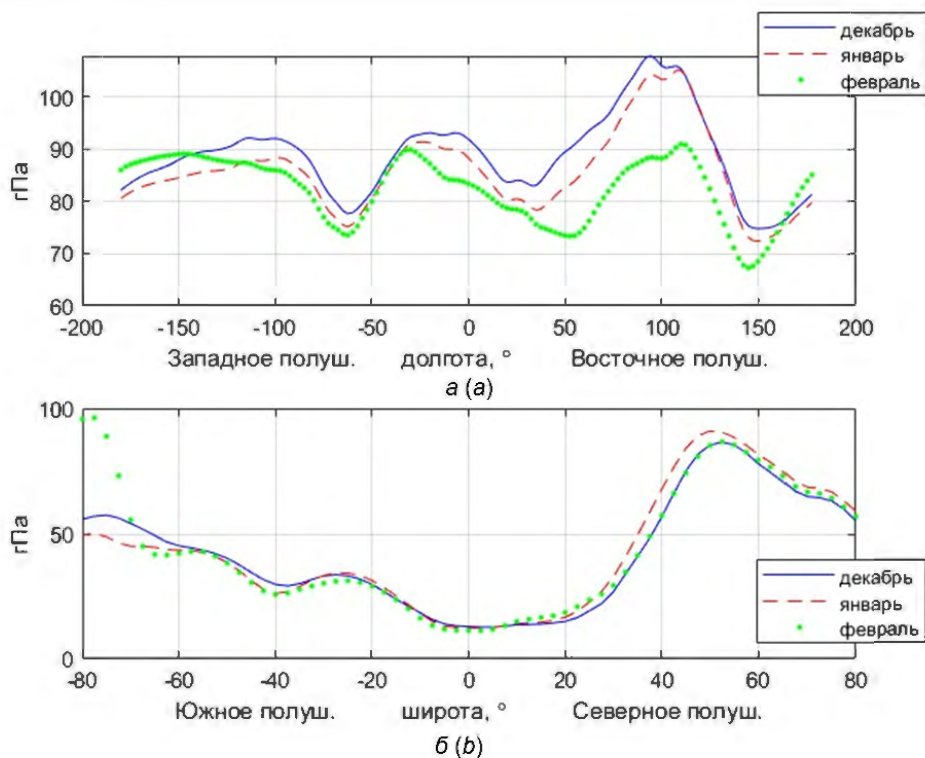 декабрь
январь
февраль
гПа
100
90
80
70
60
-200 -150 -100 -50 0 50 100 150 200
Западное полуш. долгота, ° Восточное полуш.
а (a)
гПа
100
50
0
декабрь
январь
февраль
-80 -60 -40 -20 0 20 40 60 80
Южное полуш. широта, ° Северное полуш.
б (b)